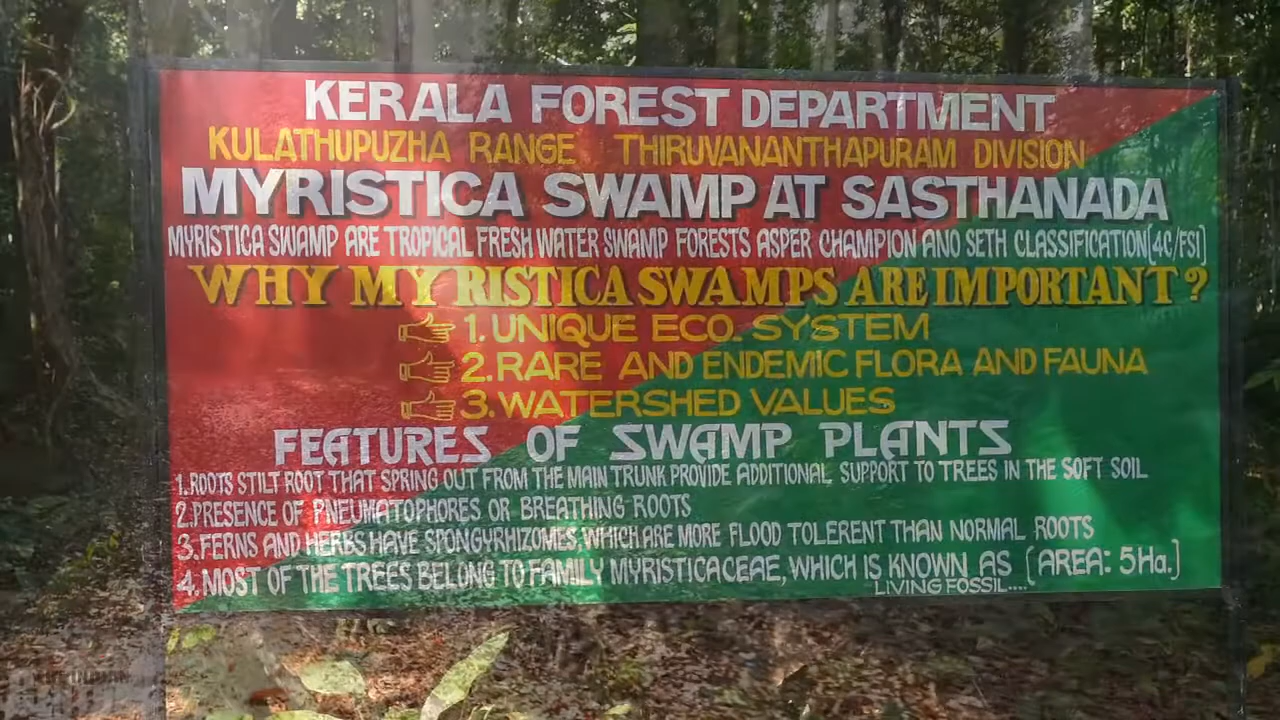 KERALA FOREST DEPARTMENT
KULATHUPUZHA RANGE THIRUVANANTHAPURAM DIVISION
MYRISTICA SWAMP AT SASTHANADA
MYRISTICA SWAMP ARE TROPICAL FRESH WATER SWAMP FORESTS ASPER CHAMPION AND SETH CLASSIFICATION[4C/FSI]
WHY MY RISTICA SWAMPS ARE IMPORTANT ?
1. UNIQUE ECO. SYSTEM
2. RARE AND ENDEMIC FLORA AND FAUNA
3. WATERSHED VALUES
FEATURES OF SWAMP PLANTS
1. ROOTS STILT ROOT THAT SPRING OUT FROM THE MAIN TRUNK PROVIDE ADDITIONAL SUPPORT TO TREES IN THE SOFT SOIL
2. PRESENCE OF PNEUMATOPHORES OR BREATHING ROOTS
3. FERNS AND HERBS HAVE SPONGYRHIZOMES, WHICH ARE MORE FLOOD TOLERENT THAN NORMAL ROOTS
4. MOST OF THE TREES BELONG TO FAMILY MYRISTICACEAE, WHICH IS KNOWN AS [AREA: 5Ha.]
LIVING FOSSIL....